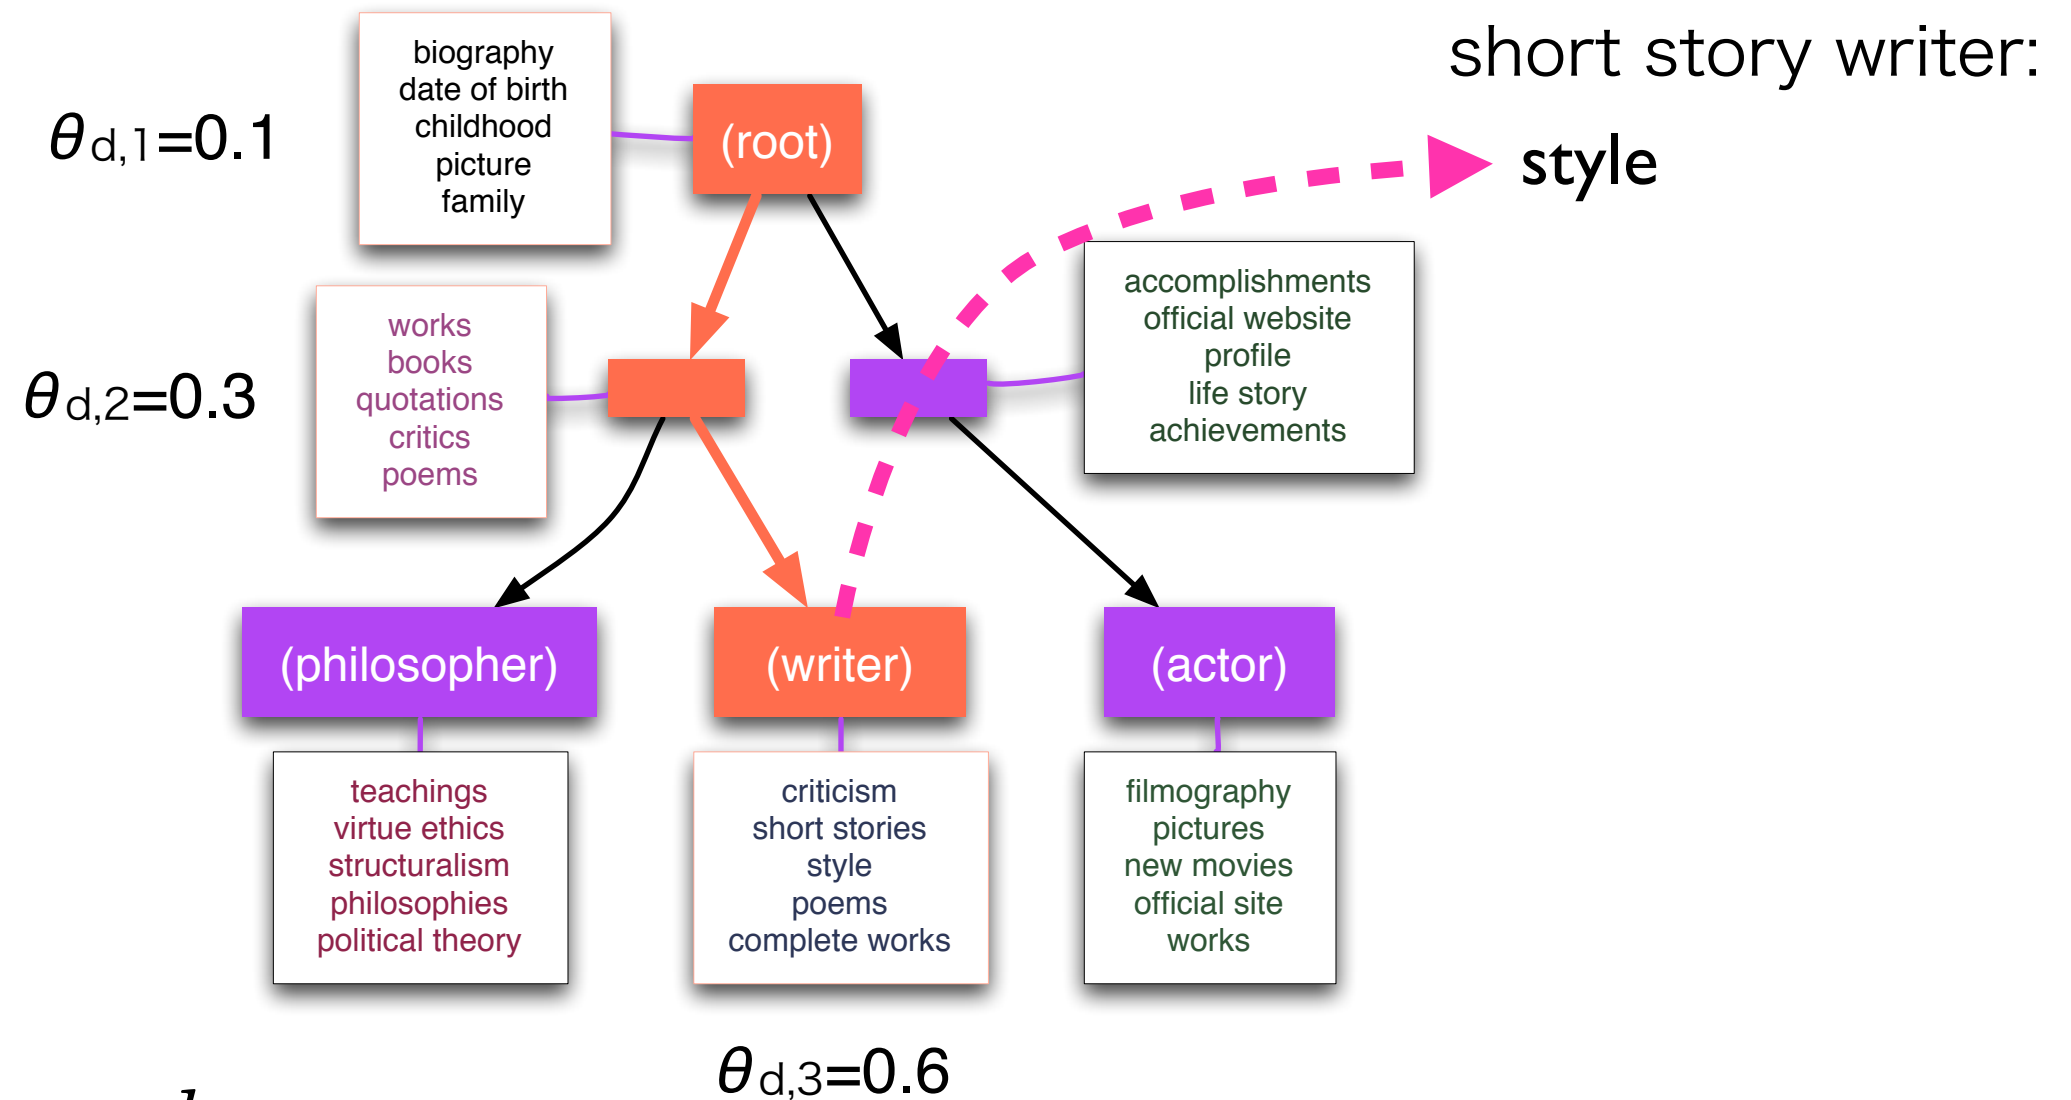 short story writer:
style
biography
date of birth
childhood
picture
family
θd,1=0.1
(root)
works
books
quotations
critics
poems
θd,2=0.3
accomplishments
official website
profile
life story
achievements
(philosopher)
(writer)
(actor)
teachings
virtue ethics
structuralism
philosophies
political theory
criticism
short stories
style
poems
complete works
filmography
pictures
new movies
official site
works
θd,3=0.6